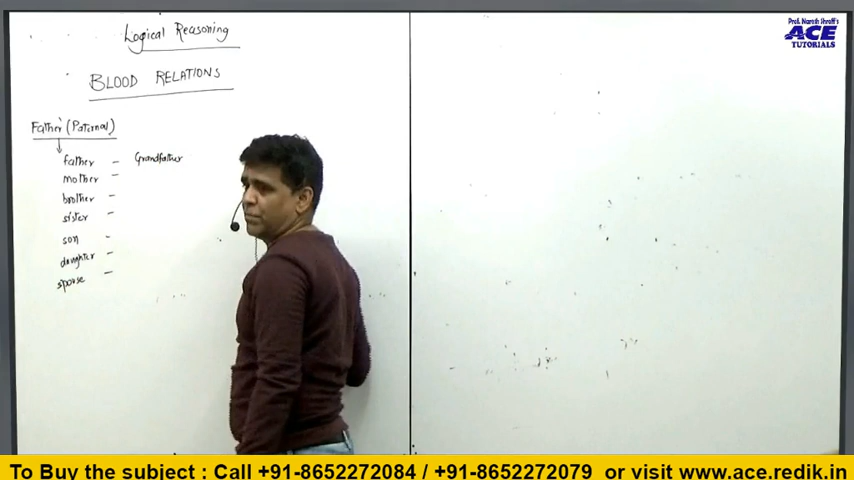 Logical Reasoning
BLOOD RELATIONS
Father (Paternal)
father - Grandfather
mother -
brother -
sister -
son -
daughter -
spouse -
Prof. Naresh Shroff's
ACE
TUTORIALS
To Buy the subject : Call +91-8652272084 / +91-8652272079 or visit www.ace.redik.in